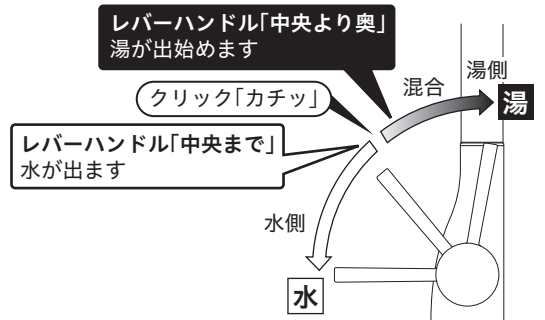 レバーハンドル｢中央より奥｣
湯が出始めます
湯側
混合
湯
クリック｢カチッ｣
レバーハンドル｢中央まで｣
水が出ます
水側
水